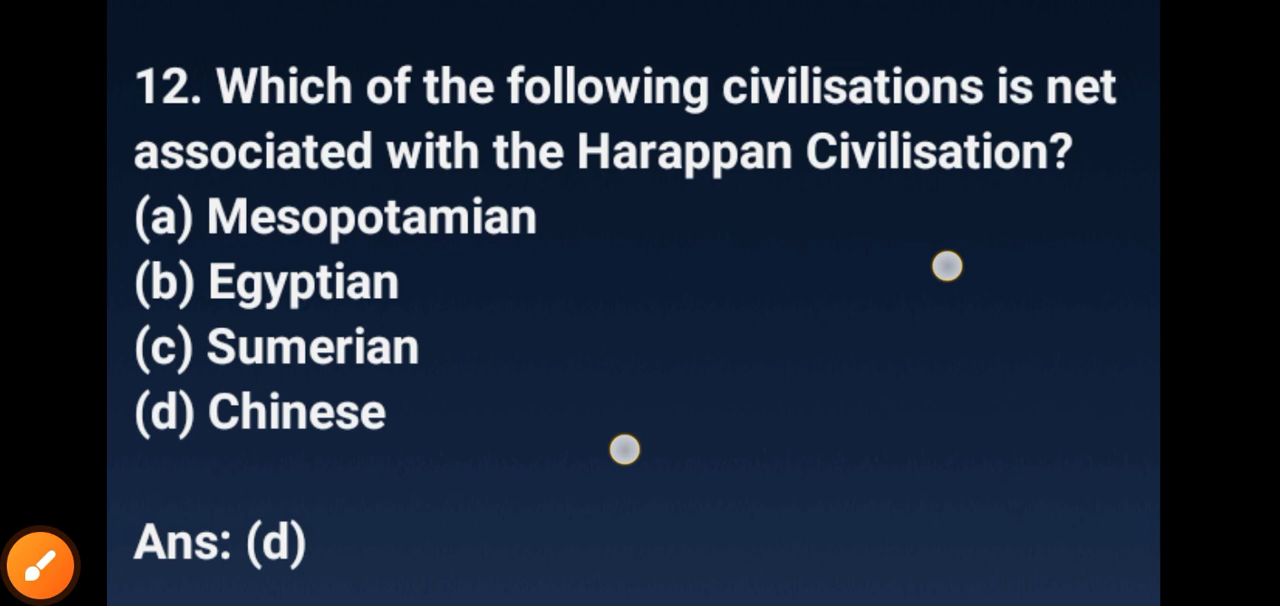 12. Which of the following civilisations is net
associated with the Harappan Civilisation?
(a) Mesopotamian
(b) Egyptian
(c) Sumerian
(d) Chinese
Ans: (d)